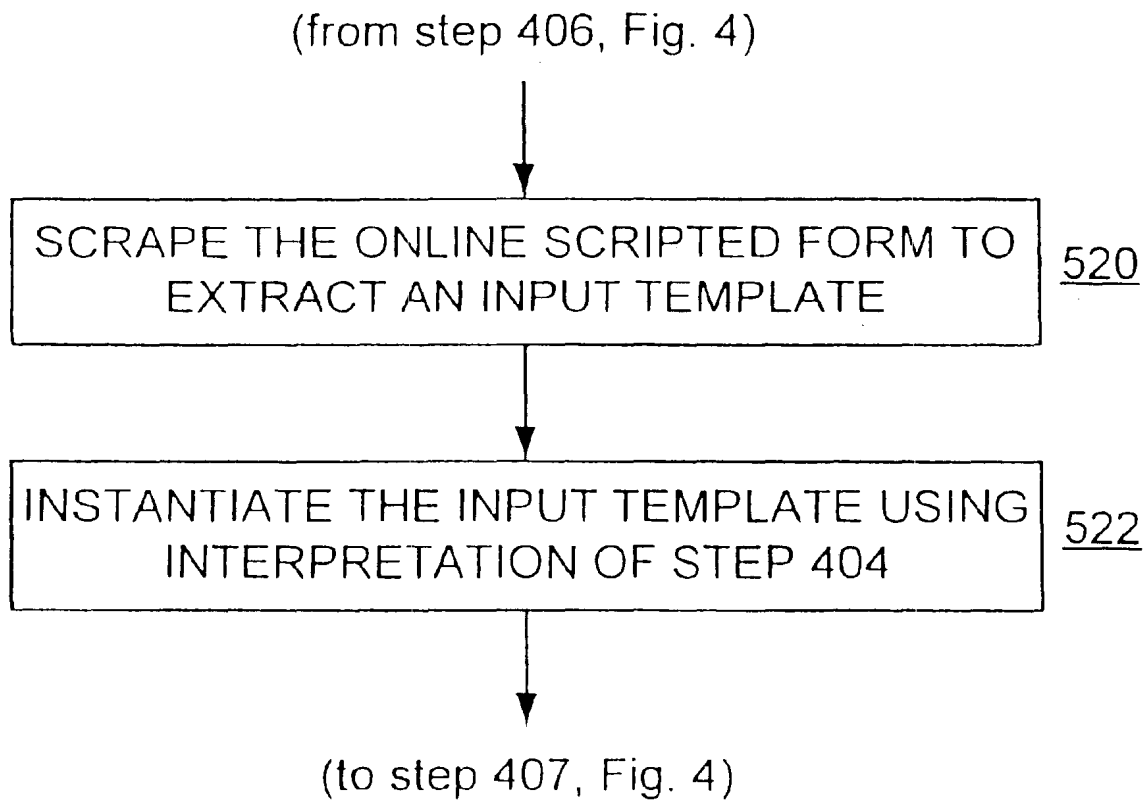 (from step 406, Fig. 4)
SCRAPE THE ONLINE SCRIPTED FORM TO
EXTRACT AN INPUT TEMPLATE
520
INSTANTIATE THE INPUT TEMPLATE USING
INTERPRETATION OF STEP 404
522
(to step 407, Fig. 4)